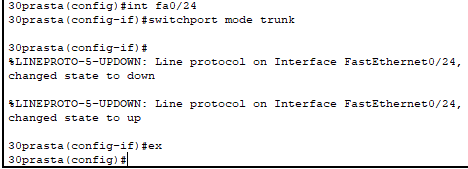 30prasta(config)#int fa0/24
30prasta(config-if)#switchport mode trunk
30prasta(config-if)#
%LINEPROTO-5-UPDOWN: Line protocol on Interface FastEthernet0/24,
changed state to down
%LINEPROTO-5-UPDOWN: Line protocol on Interface FastEthernet0/24,
changed state to up
30prasta(config-if)#ex
30prasta(config)#